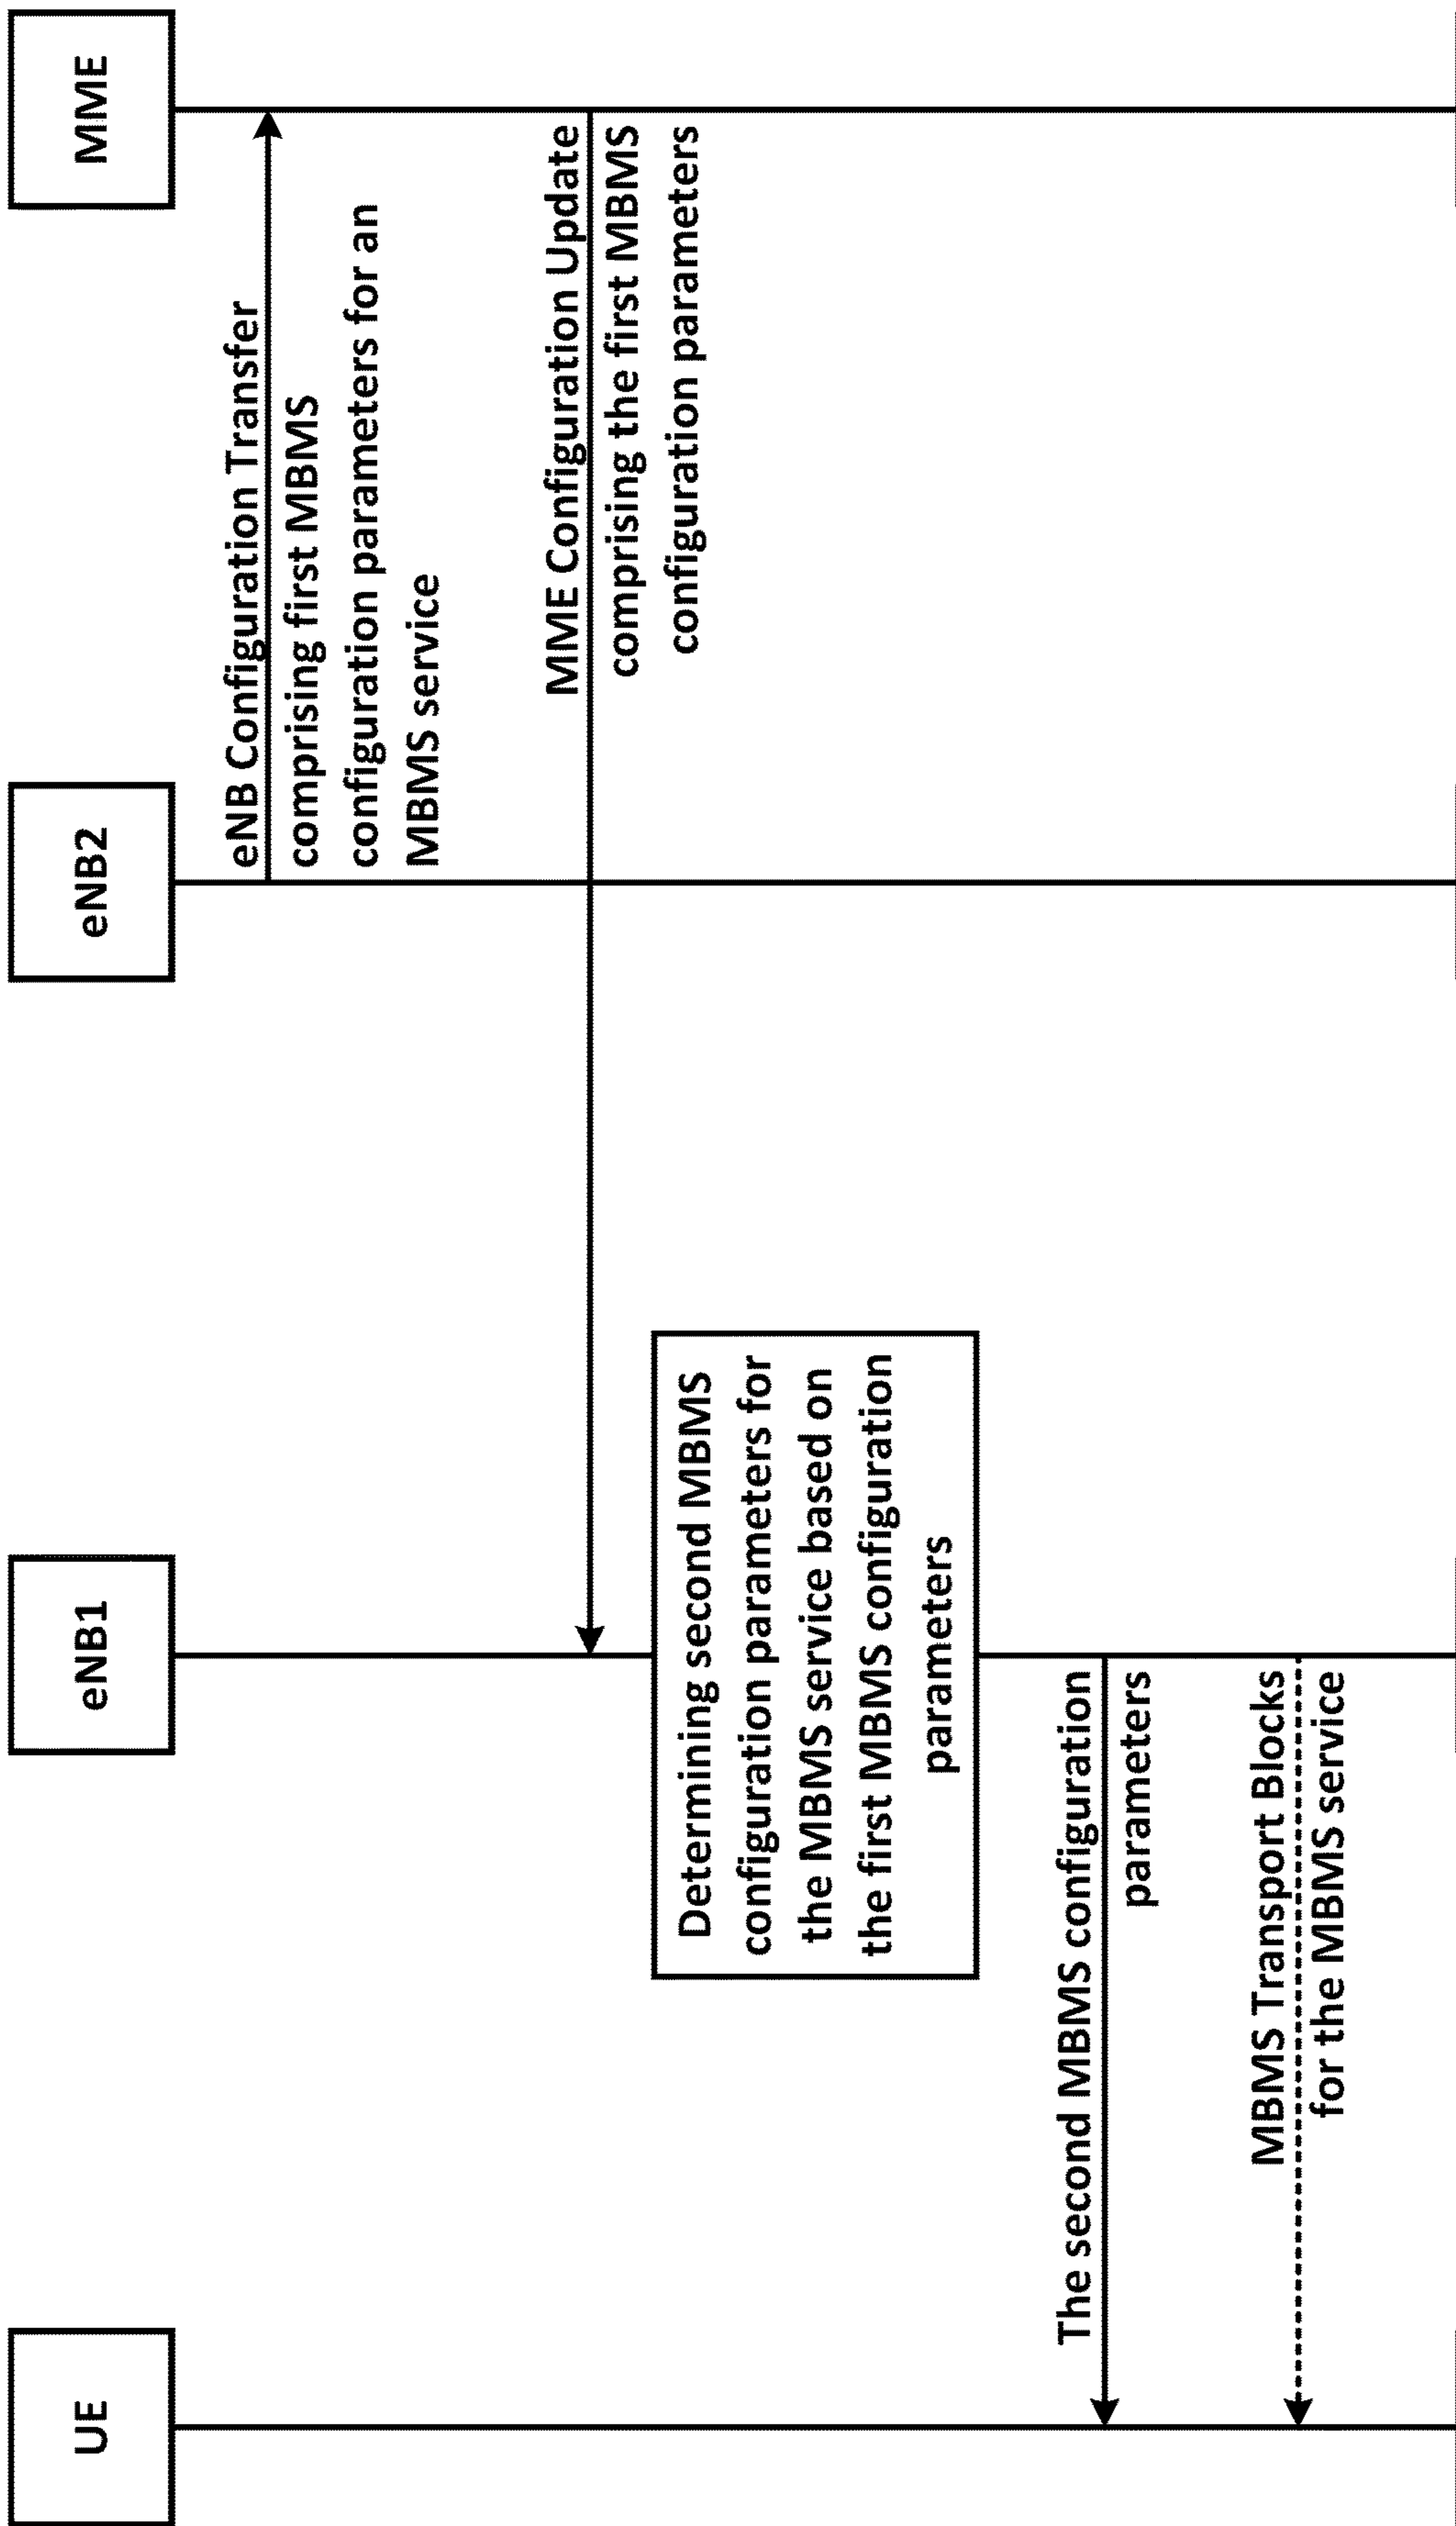 UE
eNB1
eNB2
MME
eNB Configuration Transfer
comprising first MBMS
configuration parameters for an
MBMS service
MME Configuration Update
comprising the first MBMS
configuration parameters
Determining second MBMS
configuration parameters for
the MBMS service based on
the first MBMS configuration
parameters
The second MBMS configuration
parameters
MBMS Transport Blocks
for the MBMS service